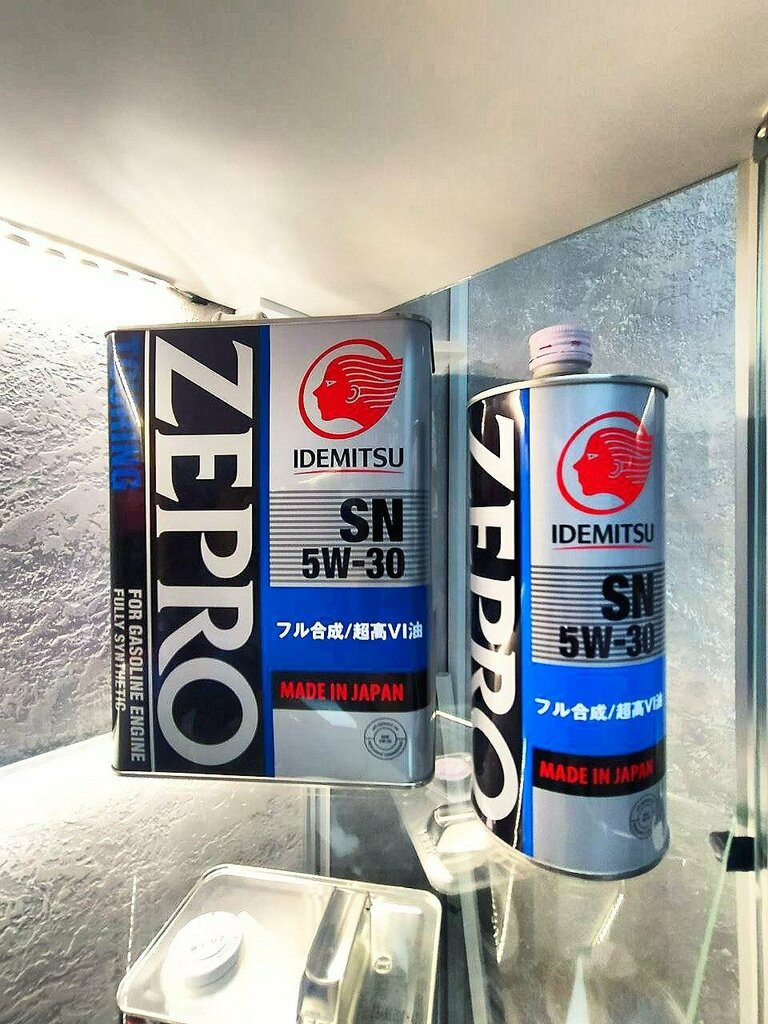 TOURING
ZEPRO
FOR GASOLINE ENGINE
FULLY SYNTHETIC
IDEMITSU
SN
5W-30
フル合成/超高VI油
MADE IN JAPAN
ZEPRO
IDEMITSU
SN
5W-30
フル合成/超高VI油
MADE IN JAPAN